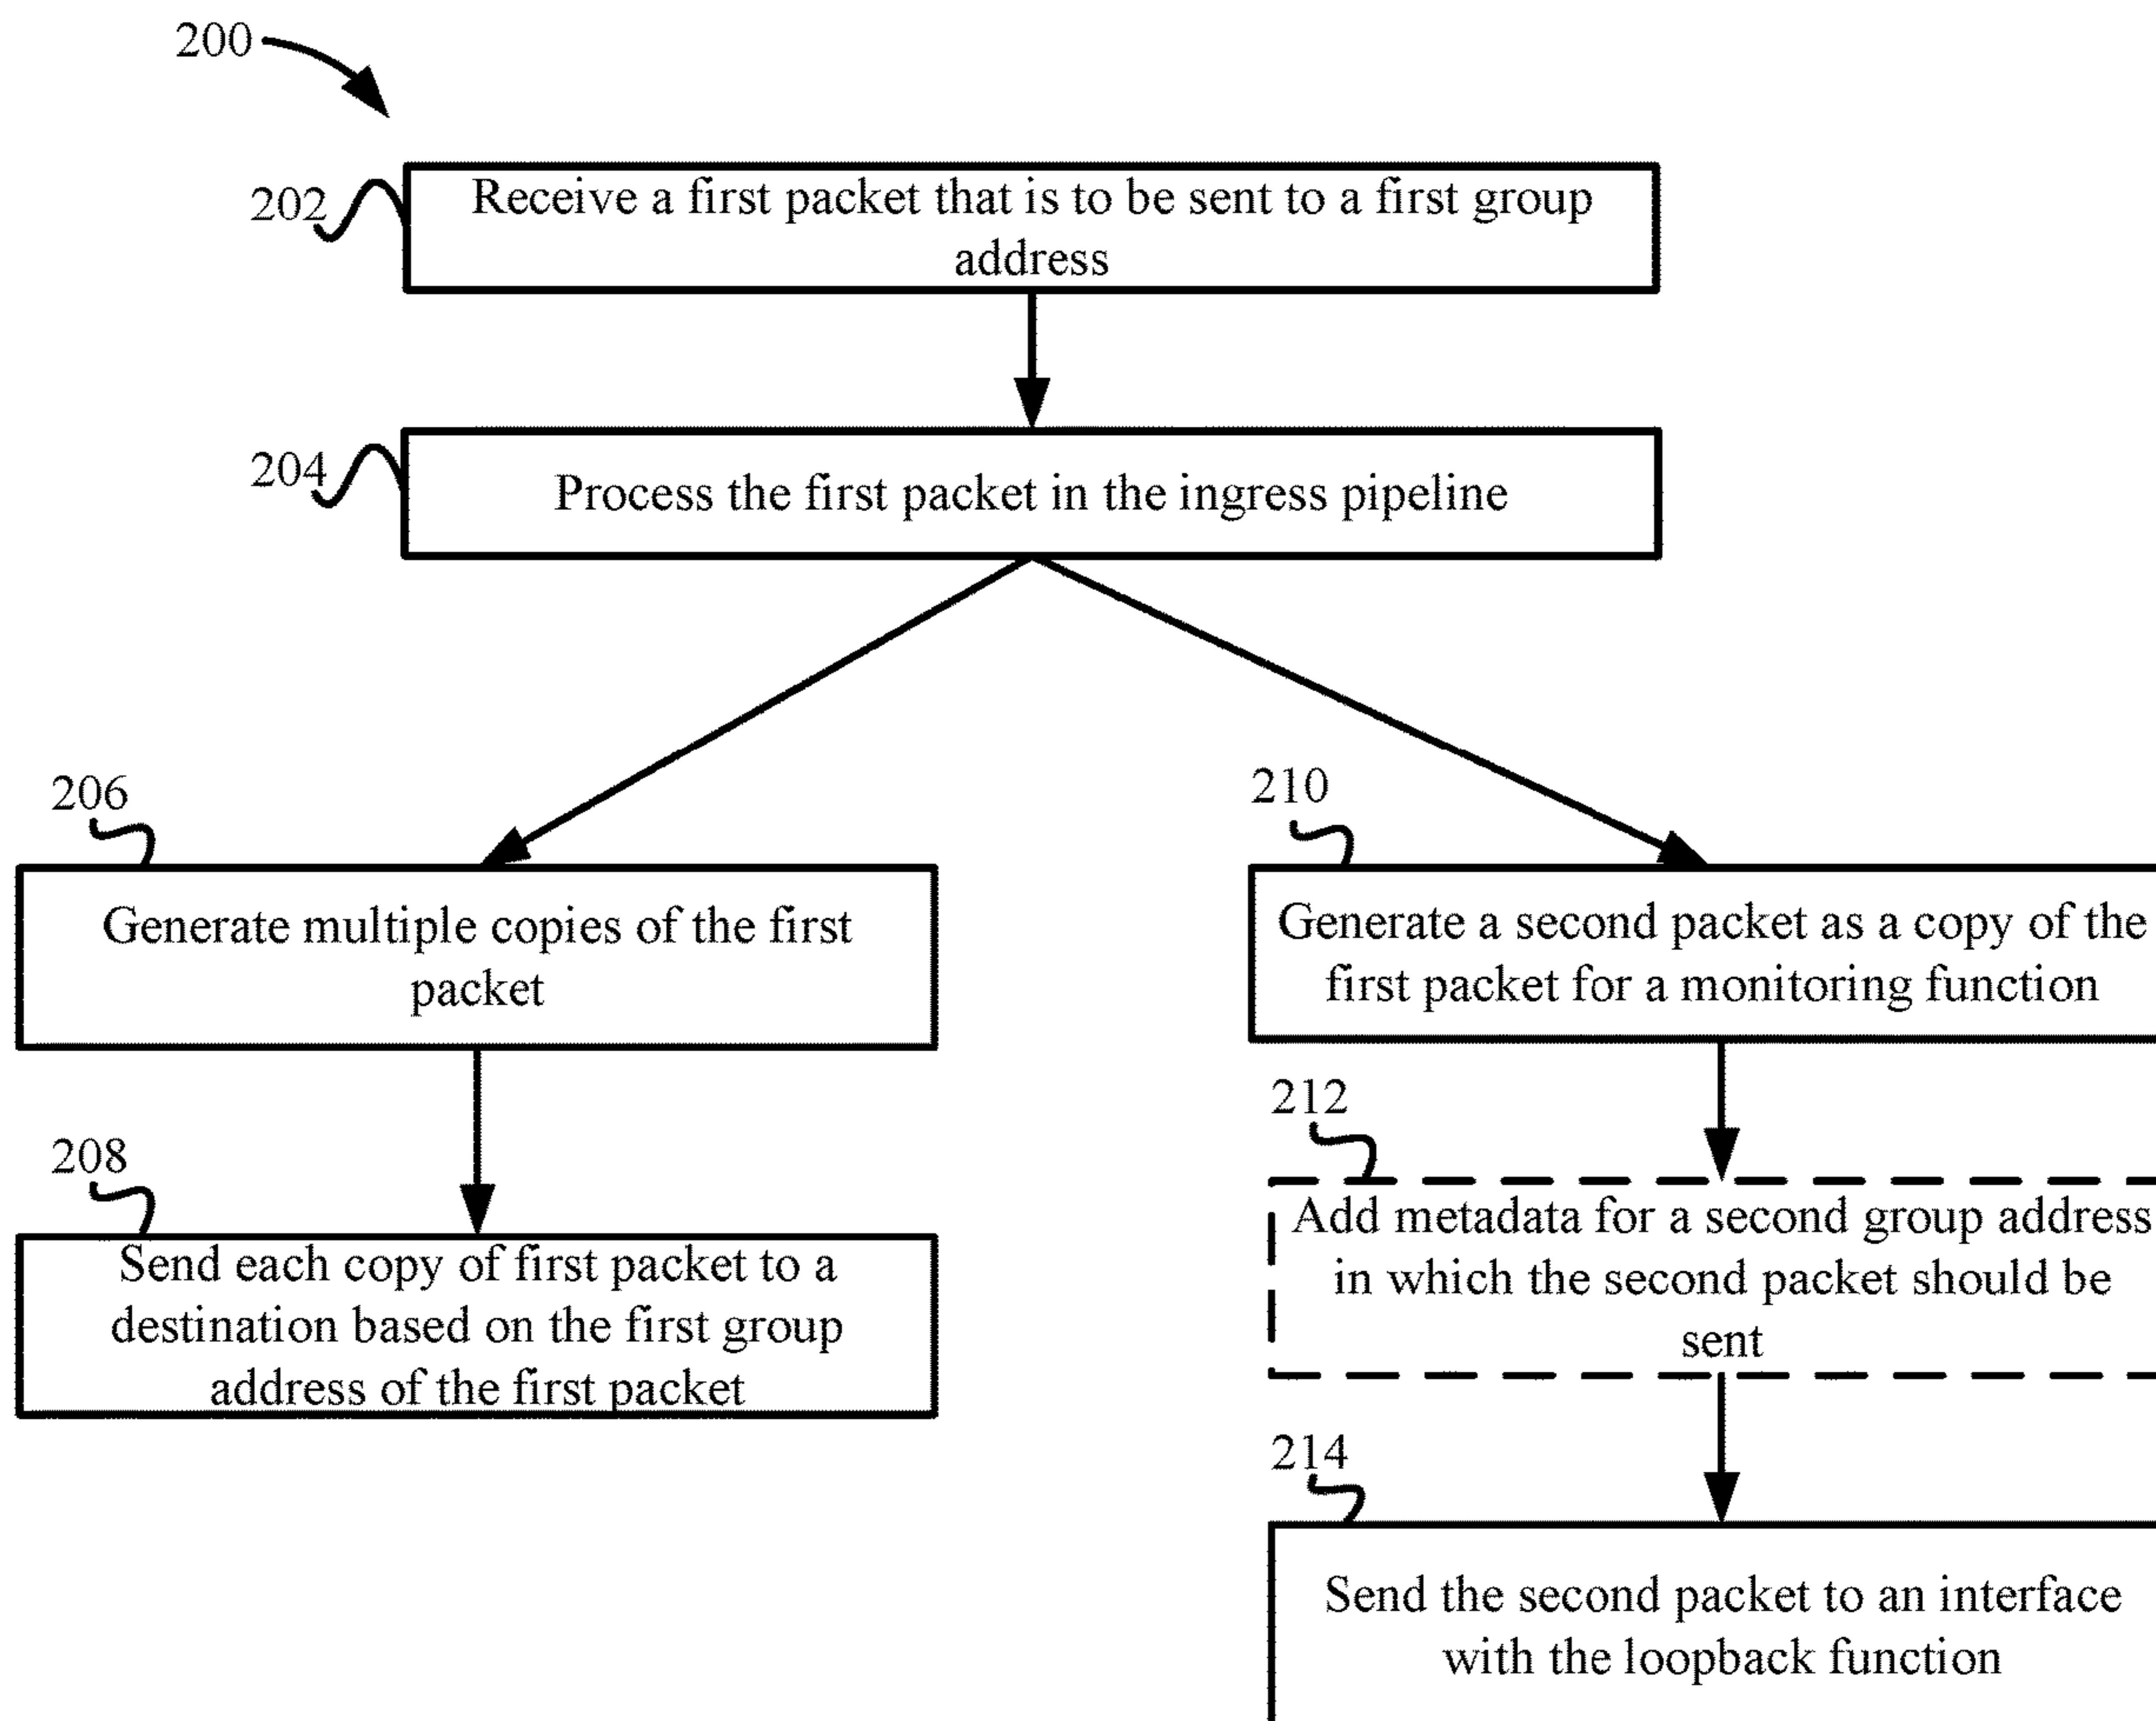 200
202
Receive a first packet that is to be sent to a first group
address
204
Process the first packet in the ingress pipeline
206
Generate multiple copies of the first
packet
208
Send each copy of first packet to a
destination based on the first group
address of the first packet
210
Generate a second packet as a copy of the
first packet for a monitoring function
212
Add metadata for a second group address
in which the second packet should be
sent
214
Send the second packet to an interface
with the loopback function